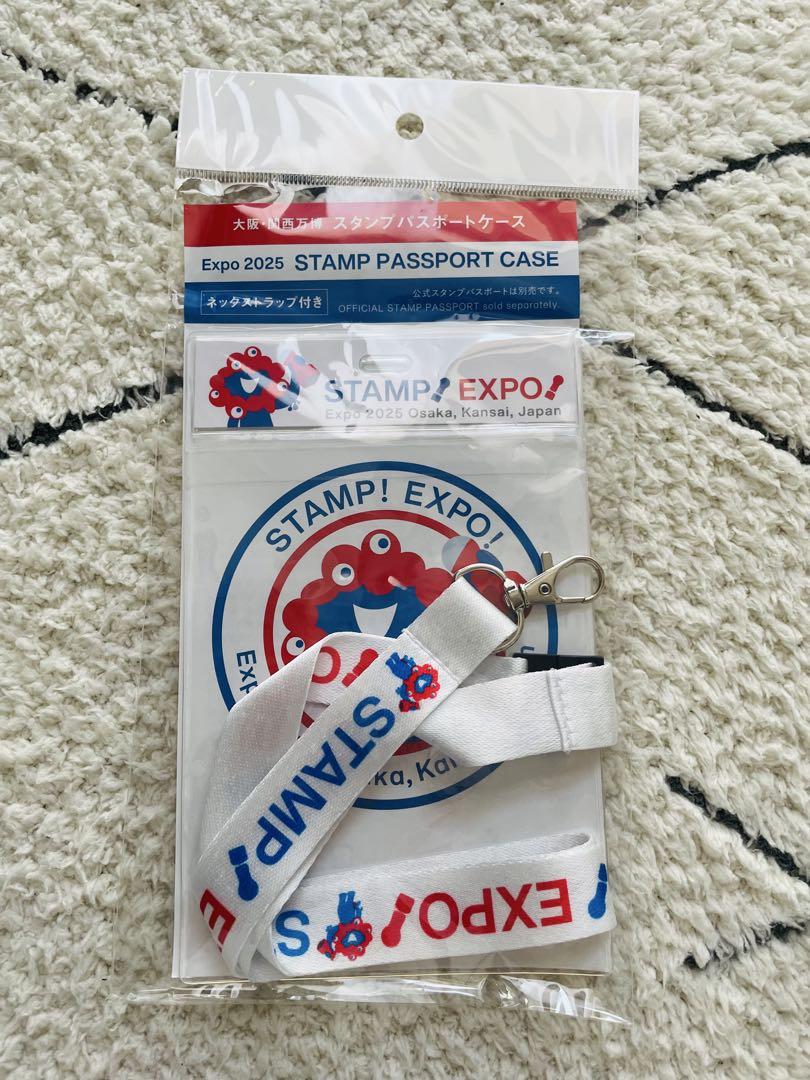 大阪・関西万博 スタンプパスポートケース
Expo 2025 STAMP PASSPORT CASE
ネックストラップ付き
公式スタンプパスポートは別売です。
OFFICIAL STAMP PASSPORT sold separately.
STAMP! EXPO!
Expo 2025 Osaka, Kansai, Japan
STAMP! EXPO!
Exp
ka, Kan
STAMP!
E
S
EXPO!